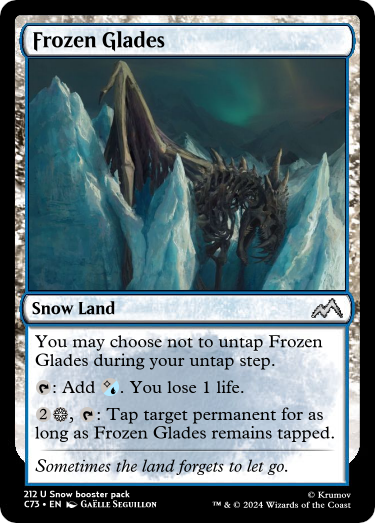 Frozen Glades
Snow Land
You may choose not to untap Frozen
Glades during your untap step.
: Add . You lose 1 life.
2 , : Tap target permanent for as
long as Frozen Glades remains tapped.
Sometimes the land forgets to let go.
212 U Snow booster pack
C73 • EN Gaëlle Seguillon
© Krumov
™ & © 2024 Wizards of the Coast